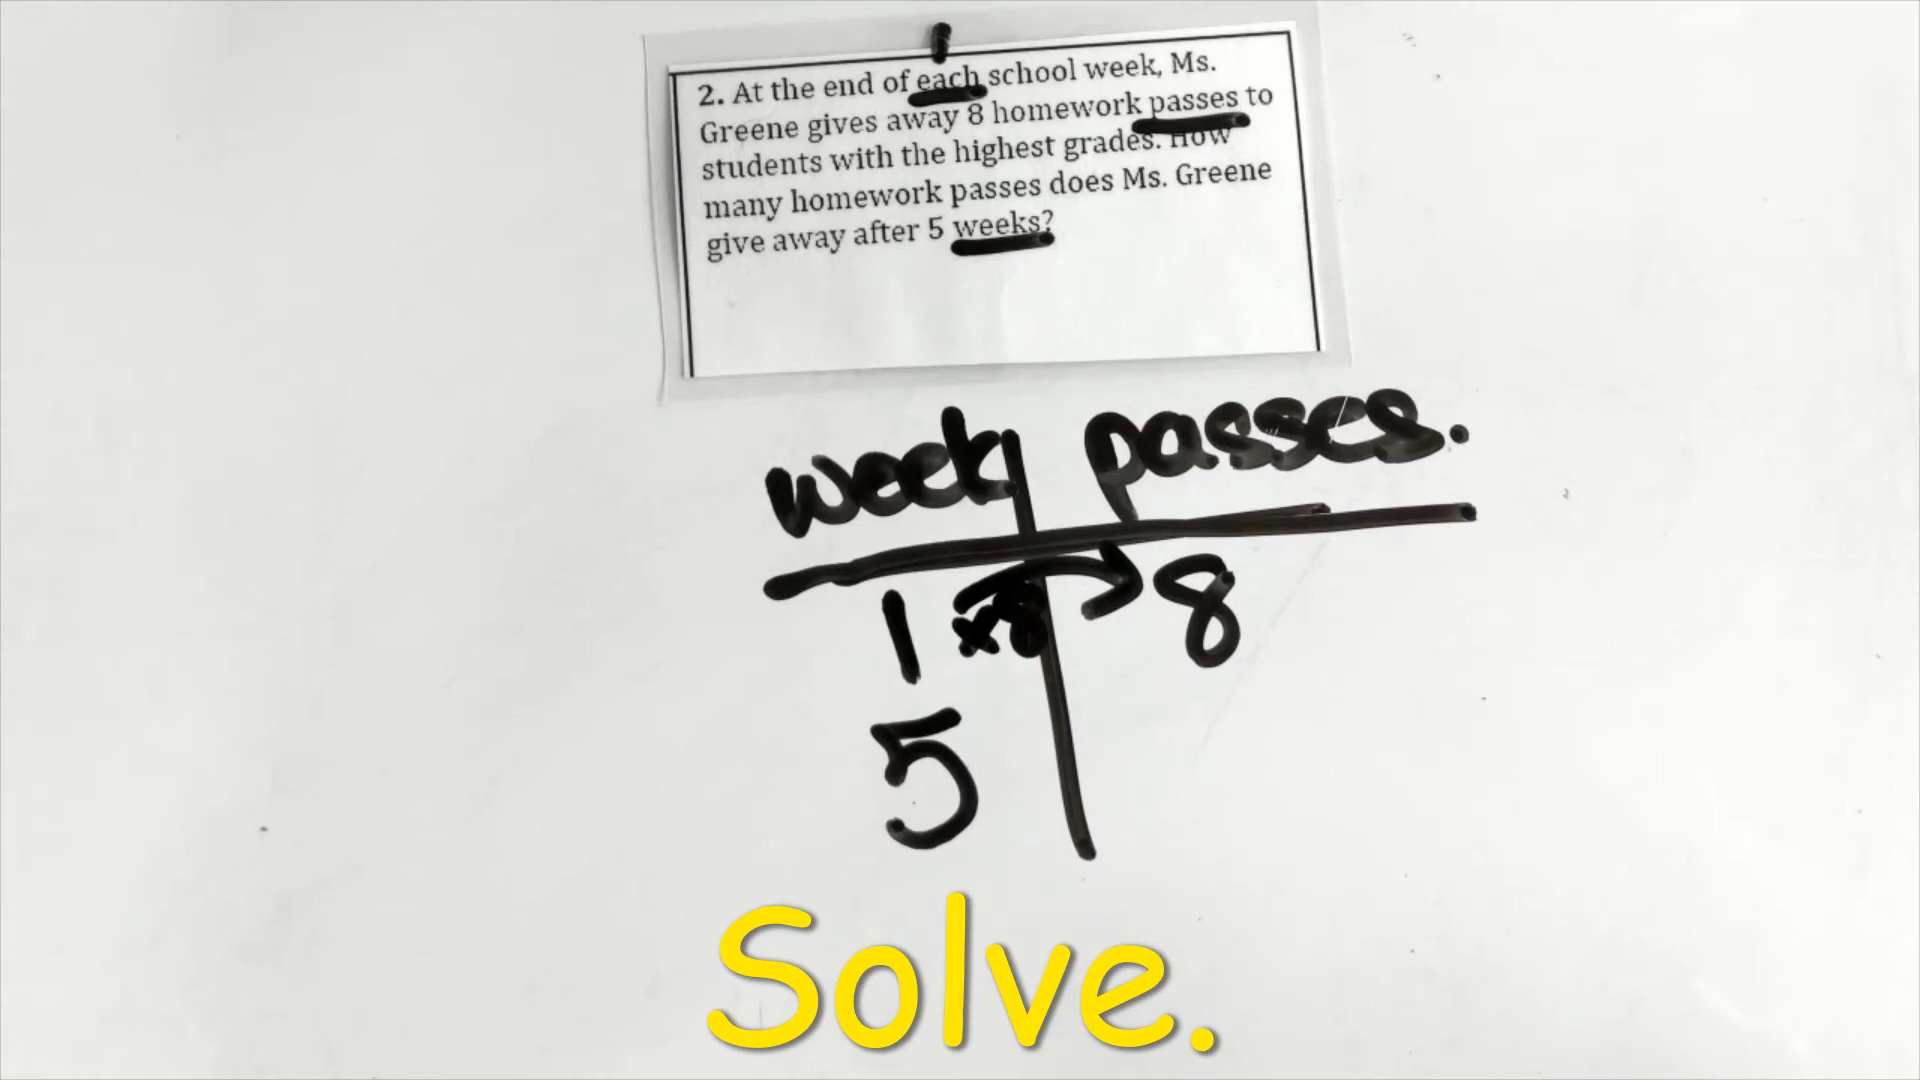 1
2. At the end of each school week, Ms.
Greene gives away 8 homework passes to
students with the highest grades. How
many homework passes does Ms. Greene
give away after 5 weeks?
week passes.
1 x8 8
5
Solve.